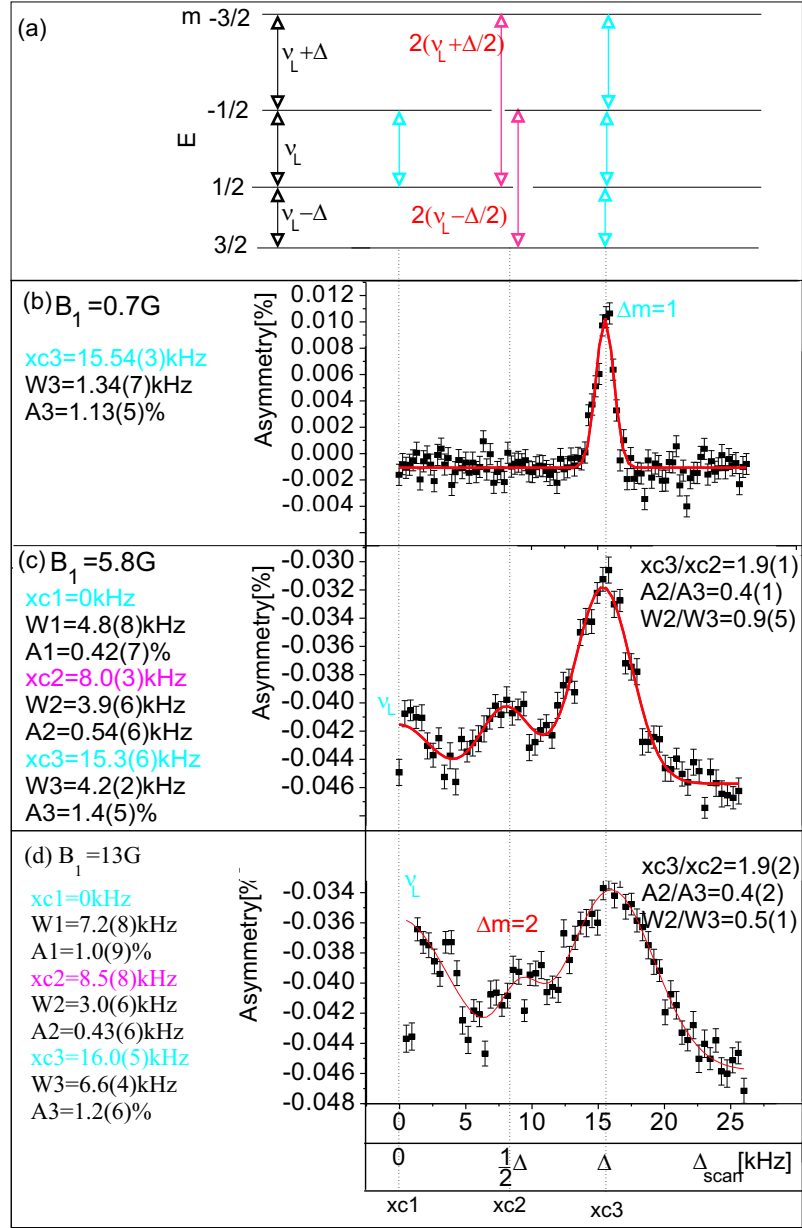 (a)
m -3/2
-1/2
1/2
3/2
E
ν_L+Δ
ν_L
ν_L−Δ
2(ν_L+Δ/2)
2(ν_L−Δ/2)
(b) B_1=0.7G
xc3=15.54(3)kHz
W3=1.34(7)kHz
A3=1.13(5)%
Asymmetry[%]
0.012
0.010
0.008
0.006
0.004
0.002
0.000
-0.002
-0.004
Δm=1
(c) B_1=5.8G
xc1=0kHz
W1=4.8(8)kHz
A1=0.42(7)%
xc2=8.0(3)kHz
W2=3.9(6)kHz
A2=0.54(6)%
xc3=15.3(6)kHz
W3=4.2(2)kHz
A3=1.4(5)%
Asymmetry[%]
-0.030
-0.032
-0.034
-0.036
-0.038
-0.040
-0.042
-0.044
-0.046
ν_L
xc3/xc2=1.9(1)
A2/A3=0.4(1)
W2/W3=0.9(5)
(d) B_1=13G
xc1=0kHz
W1=7.2(8)kHz
A1=1.0(9)%
xc2=8.5(8)kHz
W2=3.0(6)kHz
A2=0.43(6)%
xc3=16.0(5)kHz
W3=6.6(4)kHz
A3=1.2(6)%
Asymmetry[%
-0.034
-0.036
-0.038
-0.040
-0.042
-0.044
-0.046
-0.048
ν_L
Δm=2
xc3/xc2=1.9(2)
A2/A3=0.4(2)
W2/W3=0.5(1)
0 5 10 15 20 25
0 1/2Δ Δ Δ_scan[kHz]
xc1 xc2 xc3